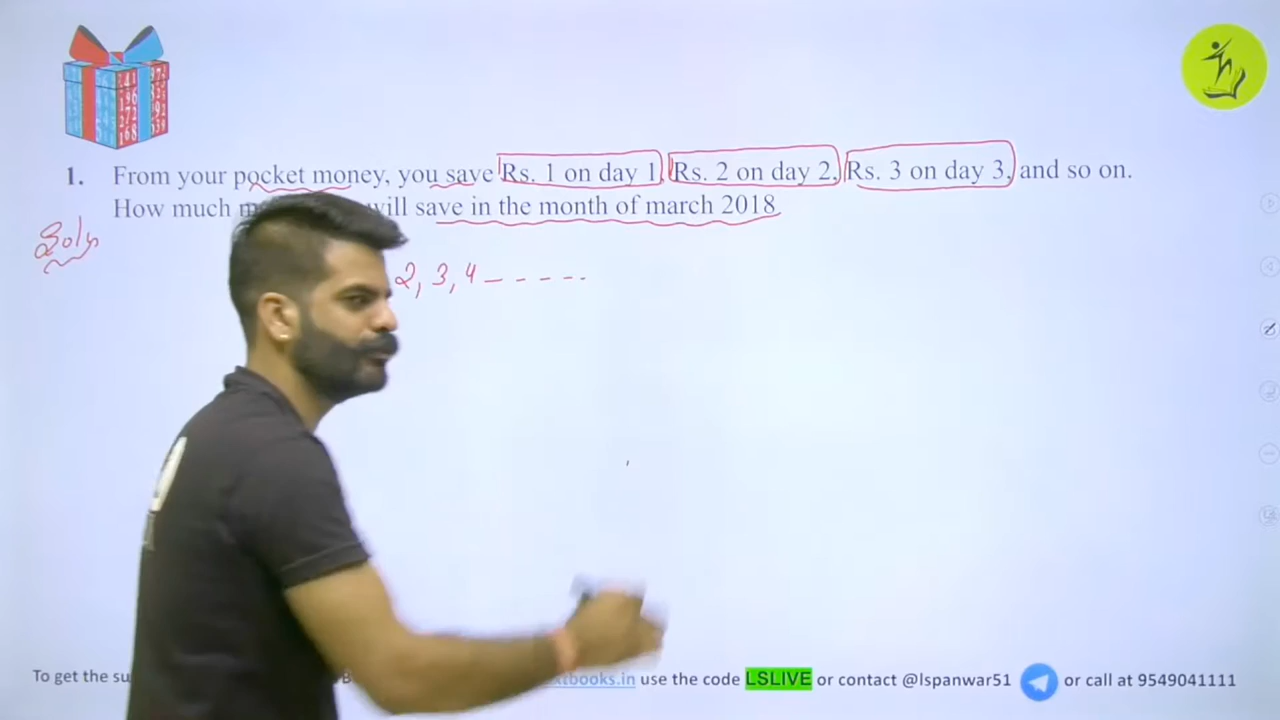 1. From your pocket money, you save Rs. 1 on day 1, Rs. 2 on day 2, Rs. 3 on day 3, and so on.
How much will save in the month of march 2018
Soln
2, 3, 4 – – – – –
To get the use the code LSLIVE or contact @lspanwar51 or call at 9549041111